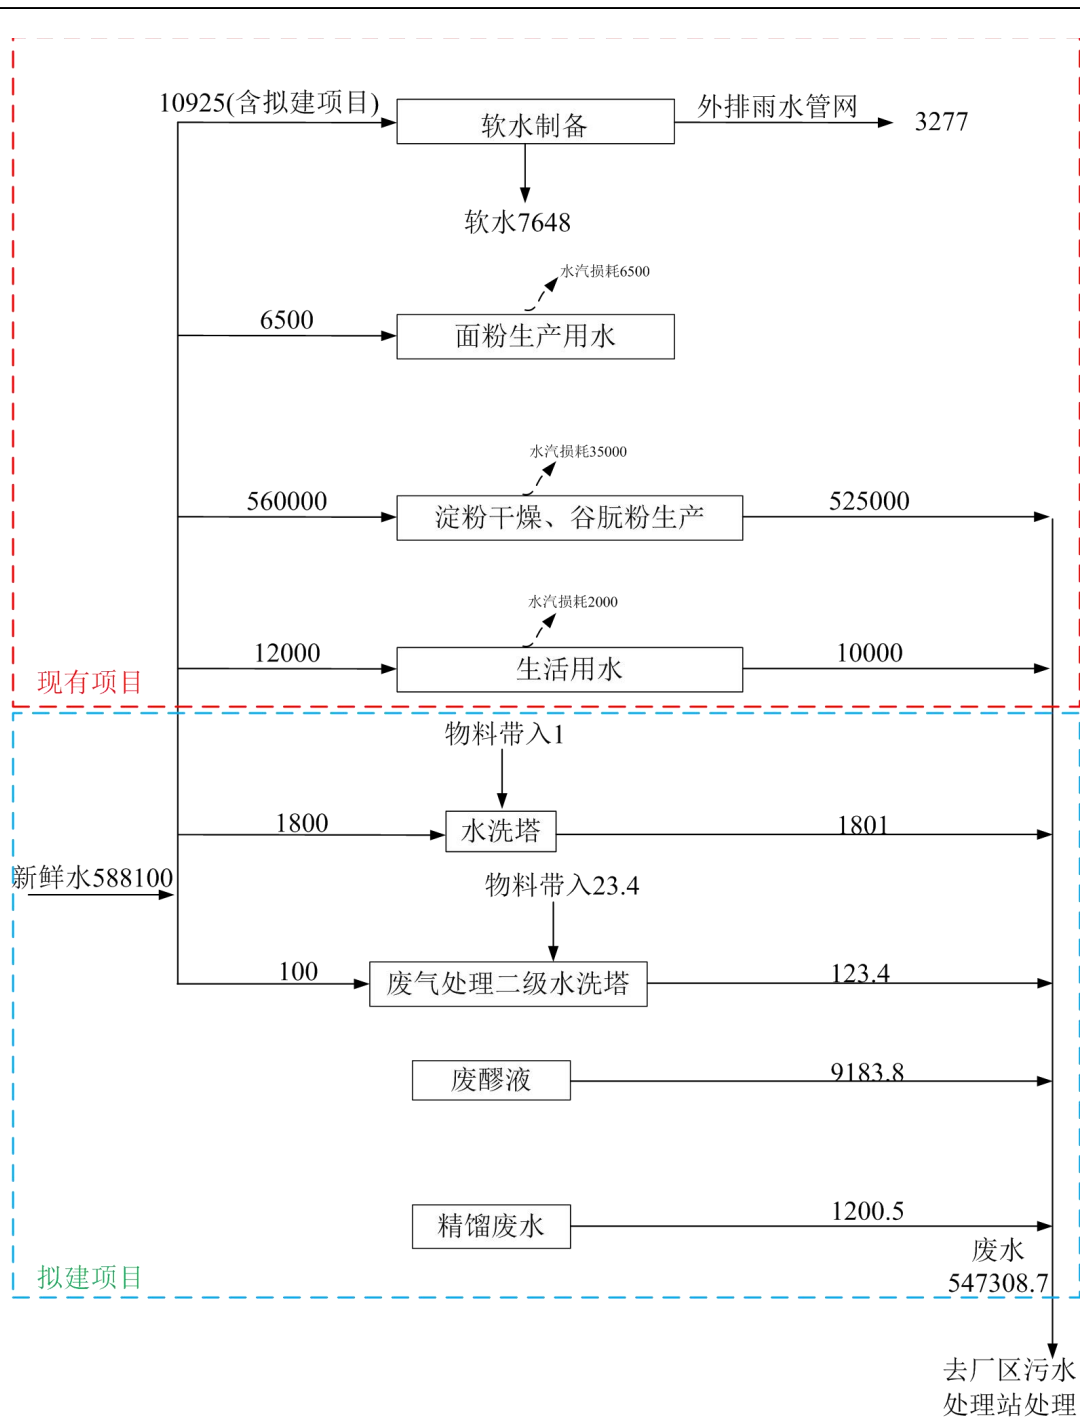 10925(含拟建项目)
软水制备
外排雨水管网
3277
软水7648
水汽损耗6500
6500
面粉生产用水
水汽损耗35000
560000
淀粉干燥、谷朊粉生产
525000
水汽损耗2000
12000
生活用水
10000
现有项目
物料带入1
1800
水洗塔
1801
新鲜水588100
物料带入23.4
100
废气处理二级水洗塔
123.4
废醪液
9183.8
精馏废水
1200.5
废水
547308.7
拟建项目
去厂区污水
处理站处理